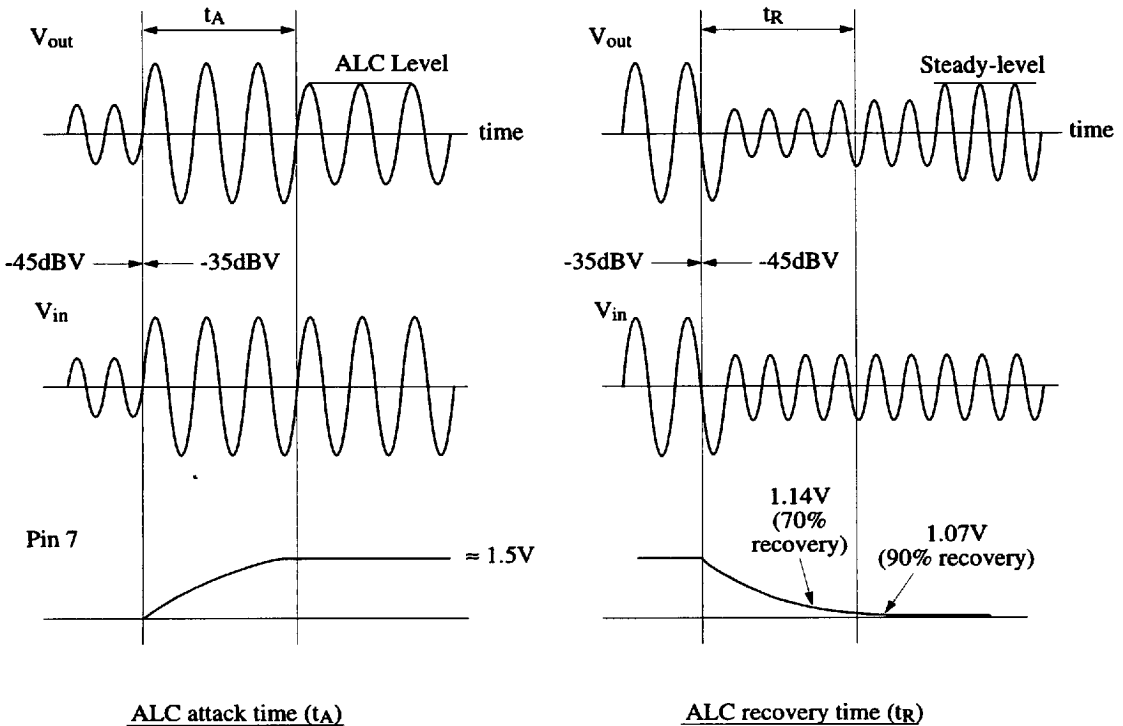 tA
Vout
ALC Level
time
-45dBV
-35dBV
Vin
Pin 7
≈ 1.5V
ALC attack time (tA)
tR
Vout
Steady-level
time
-35dBV
-45dBV
Vin
1.14V
(70%
recovery)
1.07V
(90% recovery)
ALC recovery time (tR)